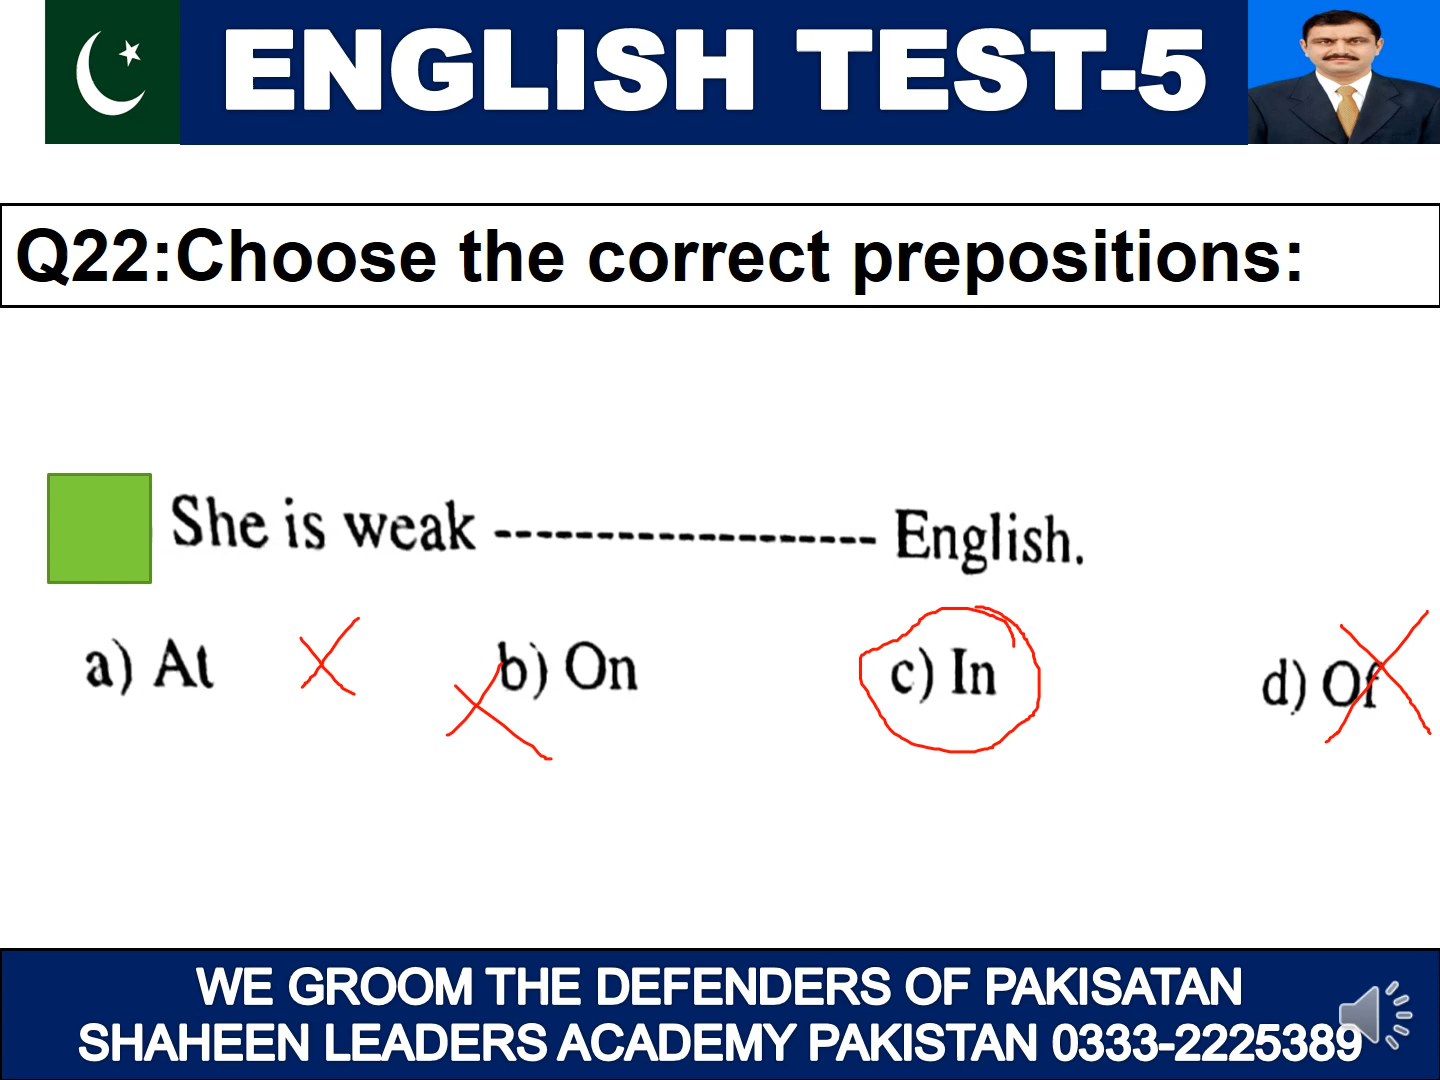 ENGLISH TEST-5
Q22:Choose the correct prepositions:
She is weak ------------------- English.
a) At b) On c) In d) Of
WE GROOM THE DEFENDERS OF PAKISATAN
SHAHEEN LEADERS ACADEMY PAKISTAN 0333-2225389